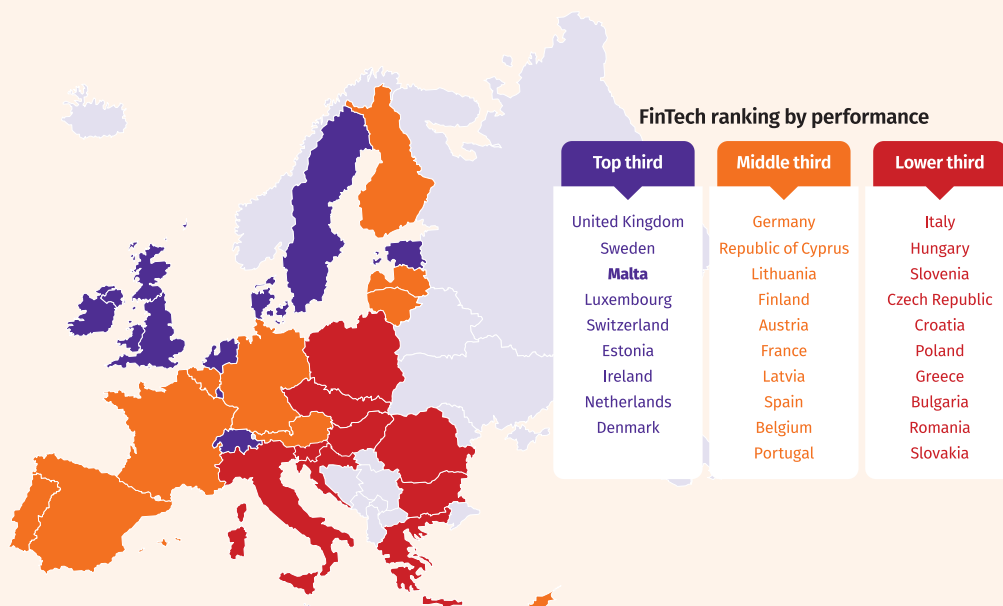 FinTech ranking by performance
Top third
United Kingdom
Sweden
Malta
Luxembourg
Switzerland
Estonia
Ireland
Netherlands
Denmark
Middle third
Germany
Republic of Cyprus
Lithuania
Finland
Austria
France
Latvia
Spain
Belgium
Portugal
Lower third
Italy
Hungary
Slovenia
Czech Republic
Croatia
Poland
Greece
Bulgaria
Romania
Slovakia